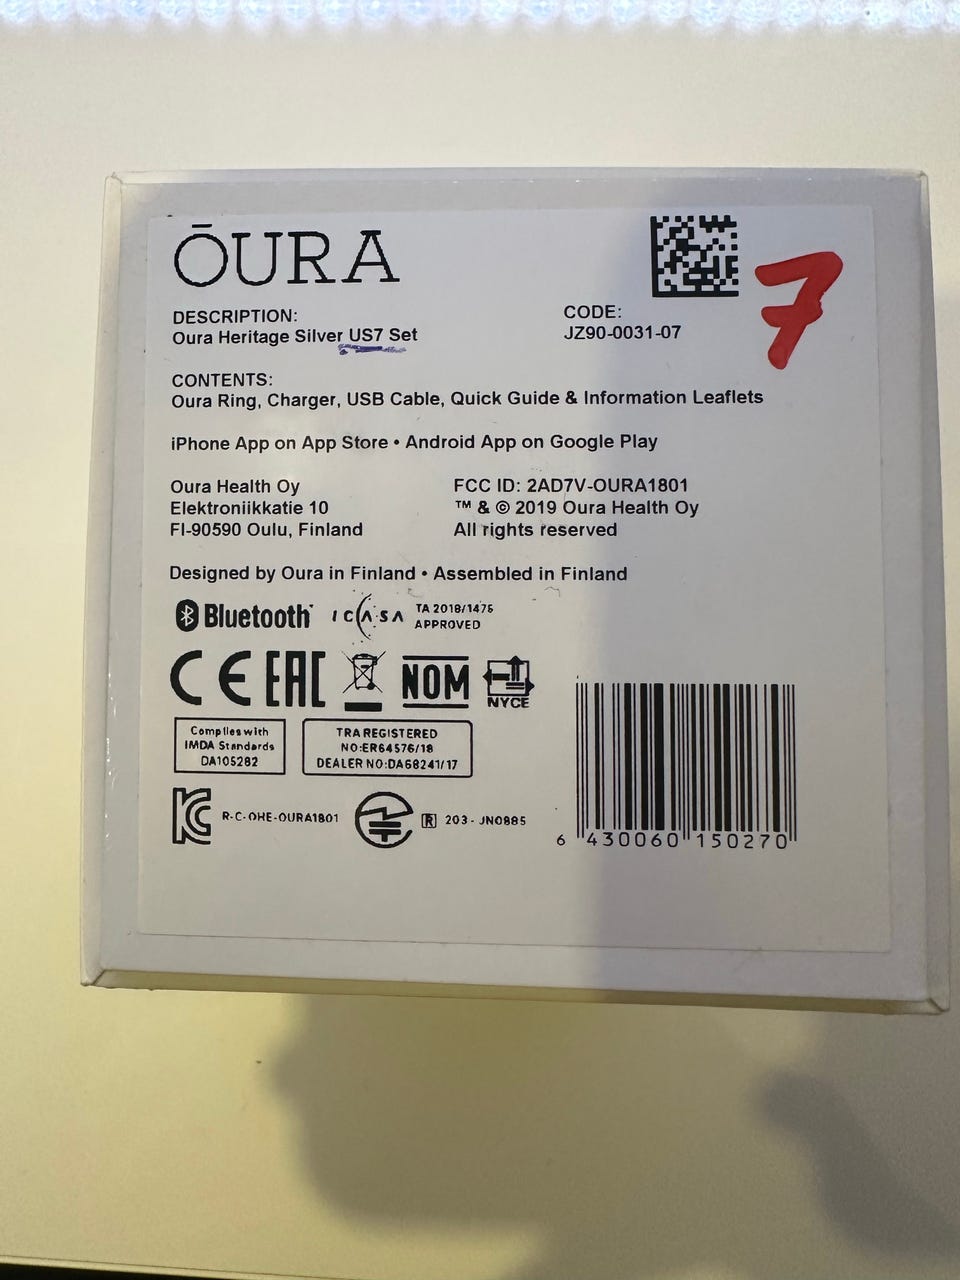 ŌURA
7
DESCRIPTION:
Oura Heritage Silver US7 Set
CODE:
JZ90-0031-07
CONTENTS:
Oura Ring, Charger, USB Cable, Quick Guide & Information Leaflets
iPhone App on App Store • Android App on Google Play
Oura Health Oy
Elektroniikkatie 10
FI-90590 Oulu, Finland
FCC ID: 2AD7V-OURA1801
™ & © 2019 Oura Health Oy
All rights reserved
Designed by Oura in Finland • Assembled in Finland
Bluetooth®
ICASA
TA 2018/1475
APPROVED
CE EAC NOM NYCE
Complies with
IMDA Standards
DA105282
TRA REGISTERED
NO:ER64576/18
DEALER NO:DA68241/17
R-C-OHE-OURA1801
R 203-JN0885
6 430060 150270